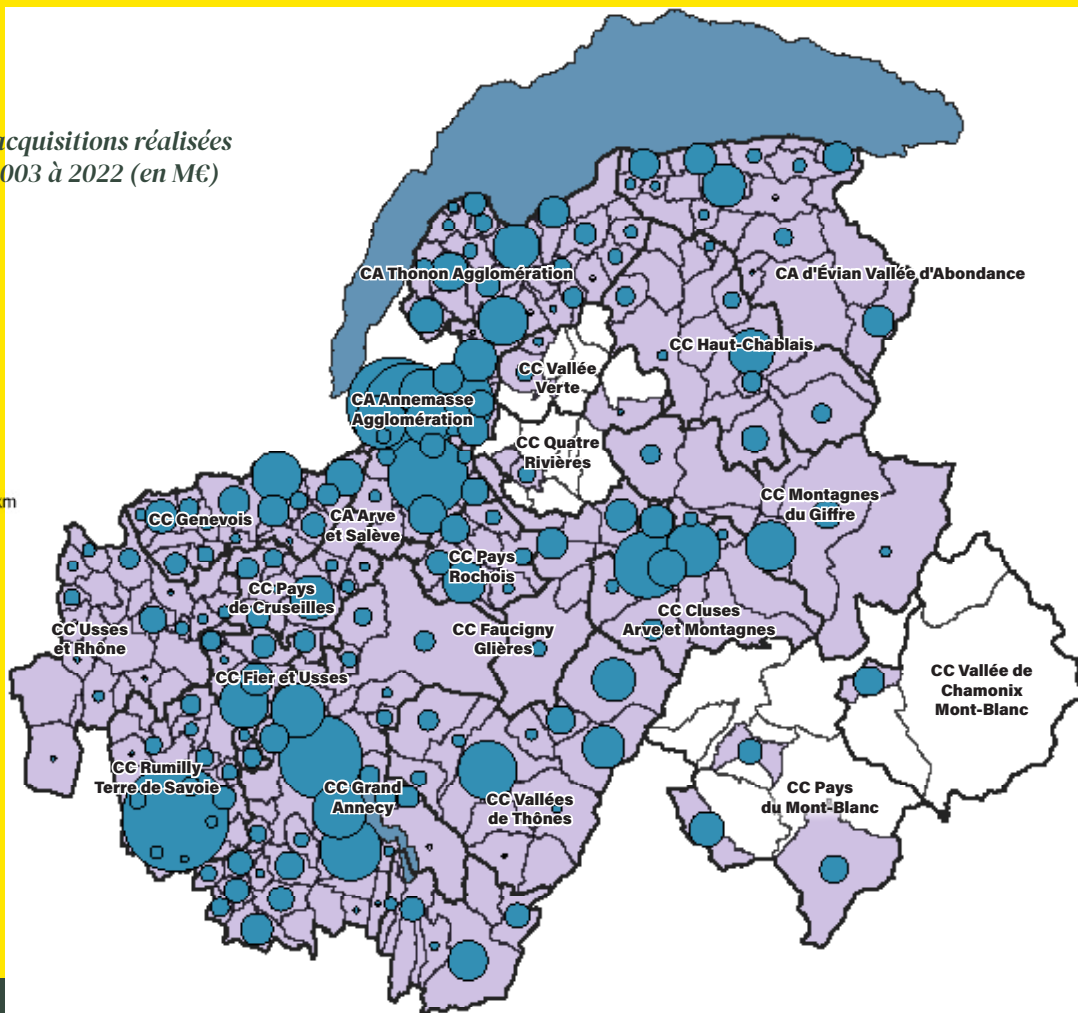 acquisitions réalisées
003 à 2022 (en M€)
CA Thonon Agglomération
CA d'Évian Vallée d'Abondance
CC Haut-Chablais
CC Vallée
Verte
CA Annemasse
Agglomération
CC Quatre
Rivières
km
CC Genevois
CA Arve
et Salève
CC Montagnes
du Giffre
CC Pays
Rochois
CC Pays
de Cruseilles
CC Usses
et Rhône
CC Faucigny
Glières
CC Cluses
Arve et Montagnes
CC Fier et Usses
CC Vallée de
Chamonix
Mont-Blanc
CC Rumilly
Terre de Savoie
CC Grand
Annecy
CC Vallées
de Thônes
CC Pays
du Mont-Blanc